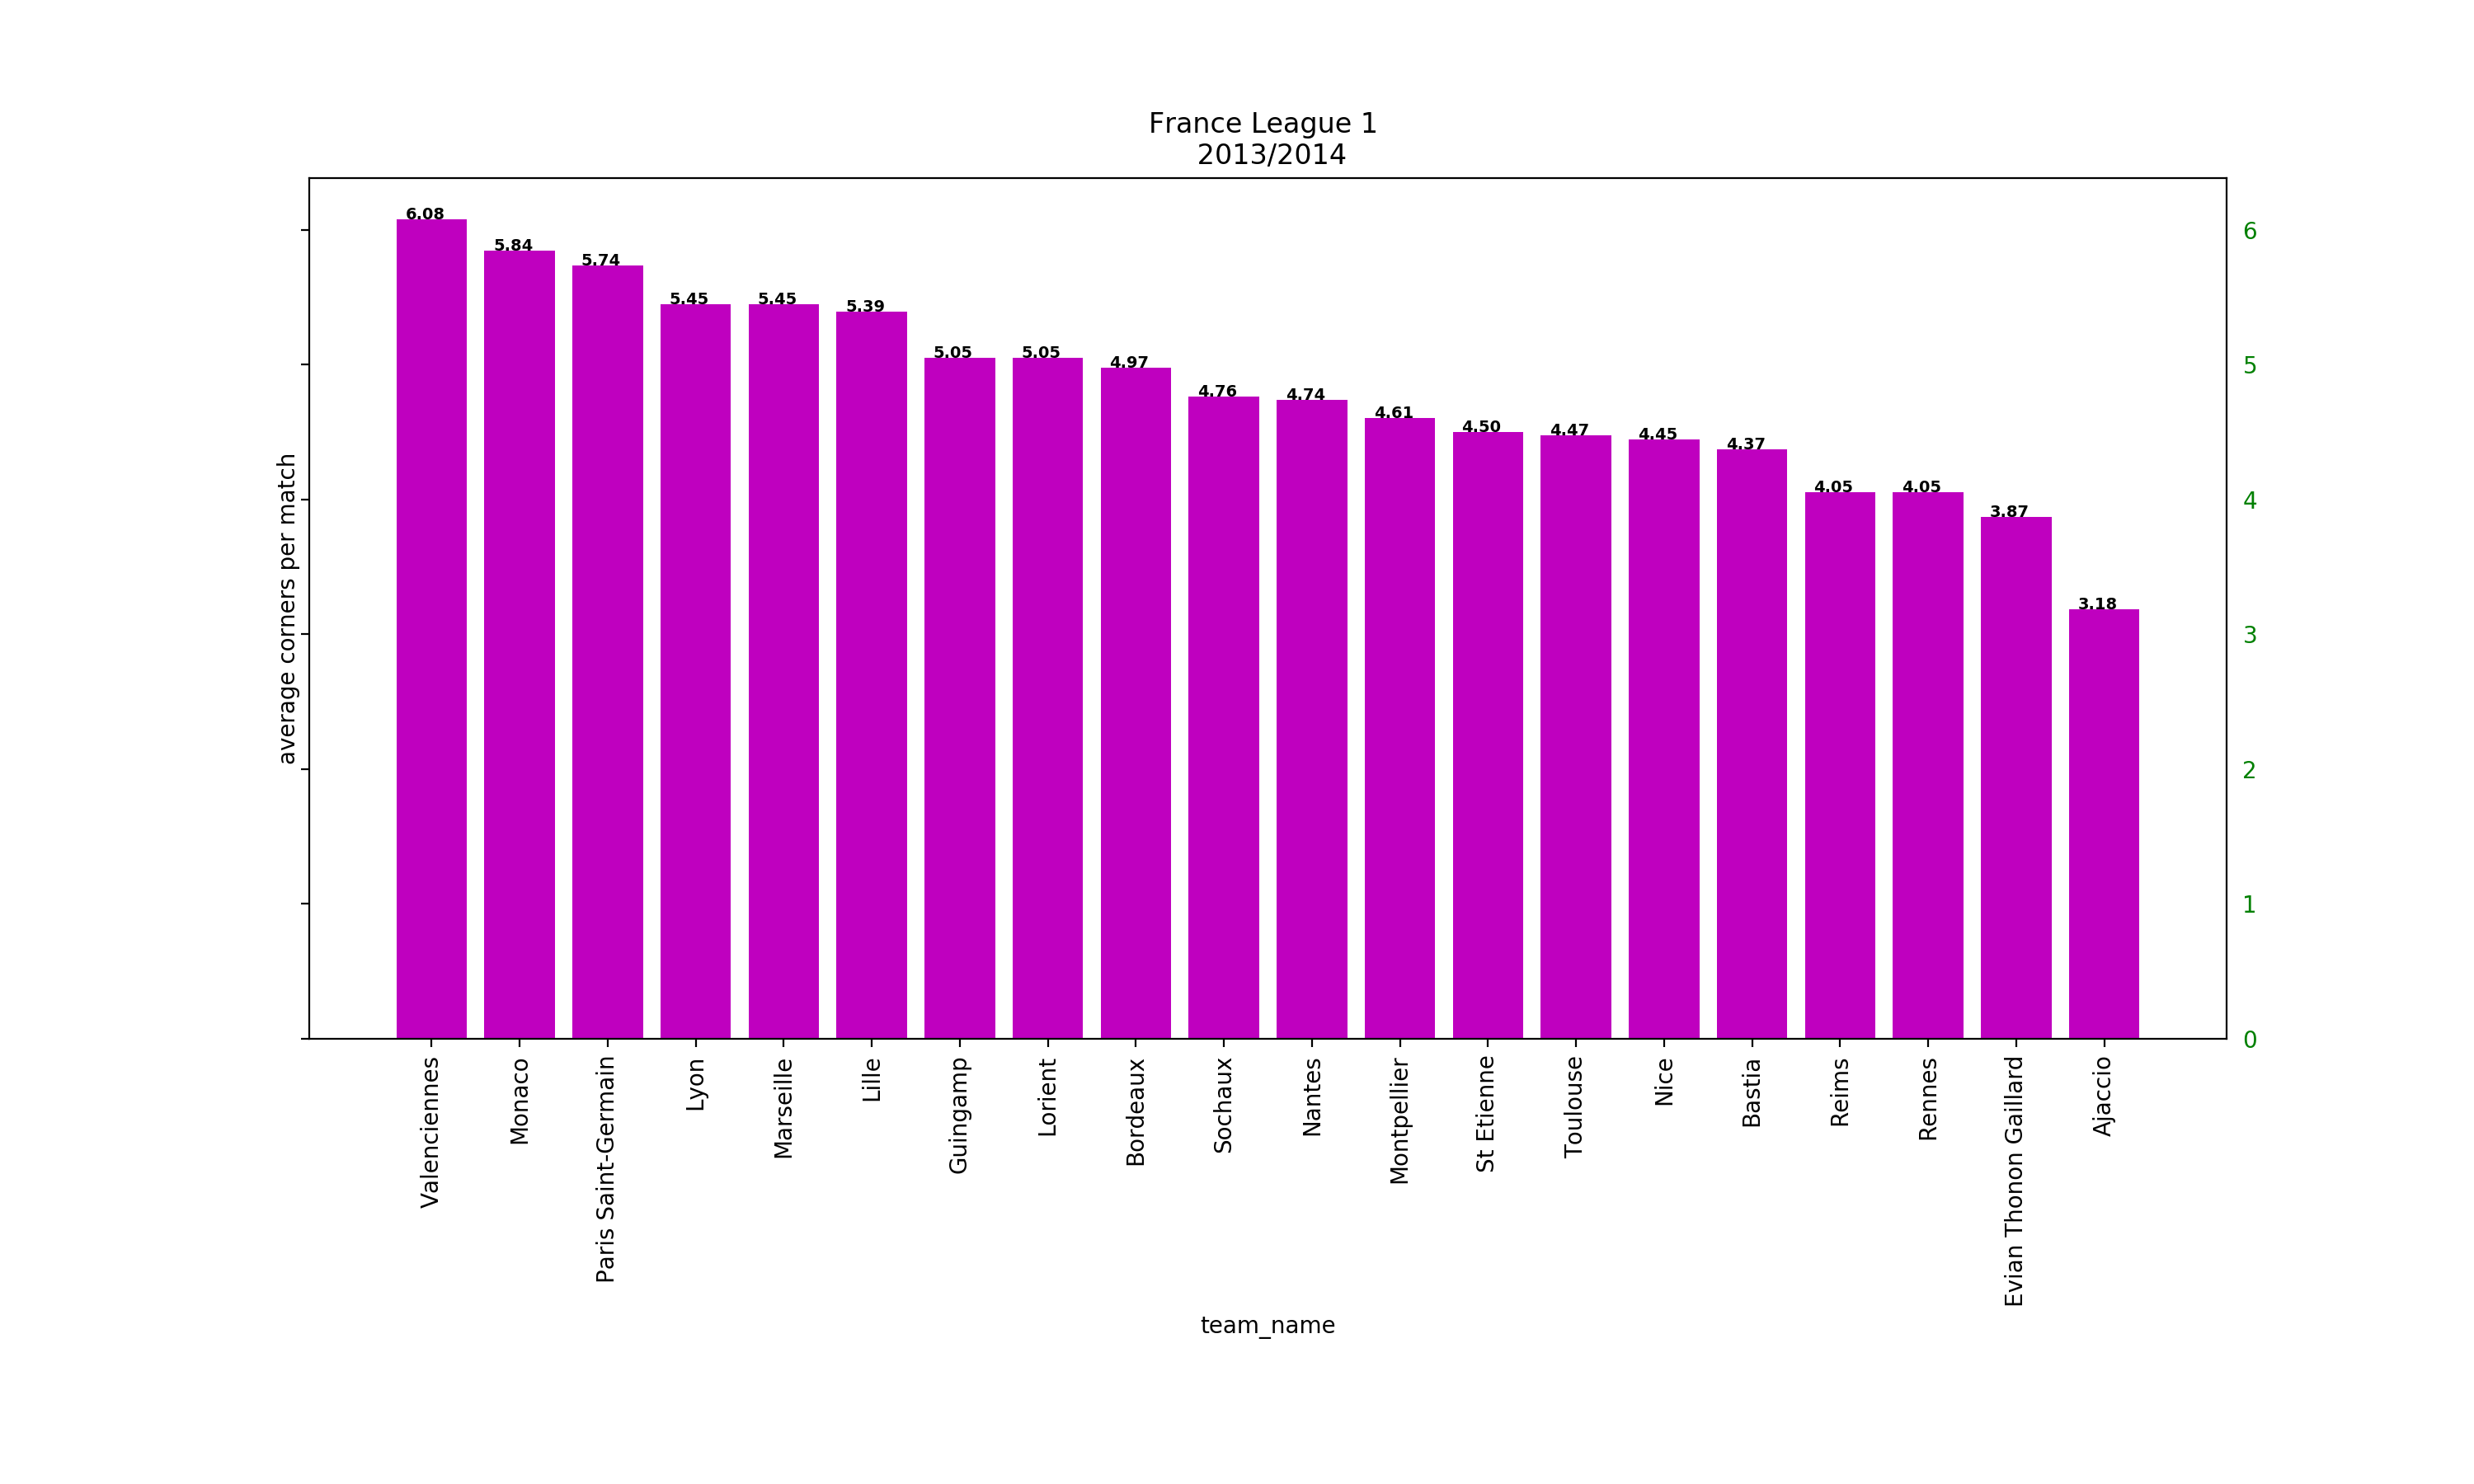 France League 1
2013/2014
6.08
5.84
5.74
5.45
5.45
5.39
5.05
5.05
4.97
4.76
4.74
4.61
4.50
4.47
4.45
4.37
4.05
4.05
3.87
3.18
average corners per match
6
5
4
3
2
1
0
Valenciennes
Monaco
Paris Saint-Germain
Lyon
Marseille
Lille
Guingamp
Lorient
Bordeaux
Sochaux
Nantes
Montpellier
St Etienne
Toulouse
Nice
Bastia
Reims
Rennes
Evian Thonon Gaillard
Ajaccio
team_name